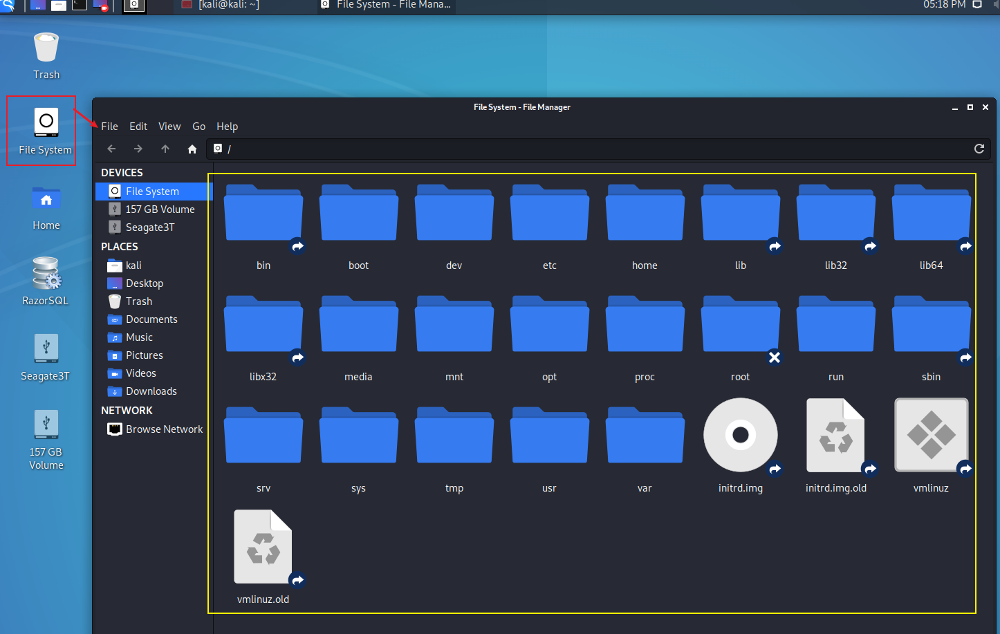 [kali@kali: ~]
File System - File Mana...
05:18 PM
Trash
File System
Home
RazorSQL
Seagate3T
157 GB
Volume
File System - File Manager
File Edit View Go Help
/
DEVICES
File System
157 GB Volume
Seagate3T
PLACES
kali
Desktop
Trash
Documents
Music
Pictures
Videos
Downloads
NETWORK
Browse Network
bin boot dev etc home lib lib32 lib64
libx32 media mnt opt proc root run sbin
srv sys tmp usr var initrd.img initrd.img.old vmlinuz
vmlinuz.old